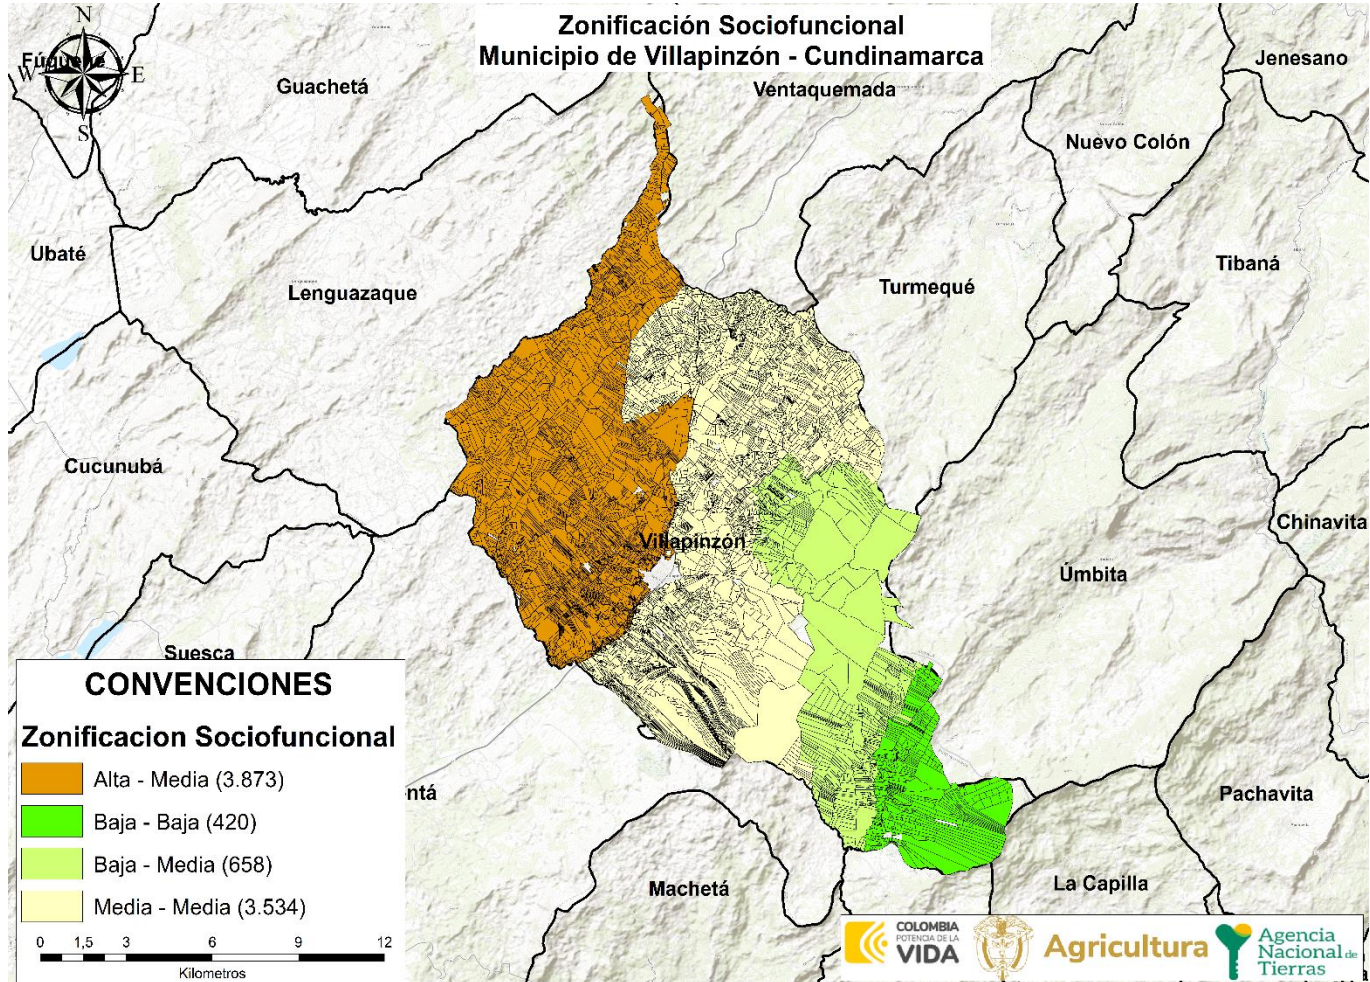 Zonificación Sociofuncional
Municipio de Villapinzón - Cundinamarca
N
W
E
S
Fúquene
Guachetá
Ventaquemada
Jenesano
Nuevo Colón
Ubaté
Lenguazaque
Turmequé
Tibaná
Cucunubá
Chinavita
Villapinzón
Úmbita
Suesca
ntá
Machetá
La Capilla
Pachavita
CONVENCIONES
Zonificacion Sociofuncional
Alta - Media (3.873)
Baja - Baja (420)
Baja - Media (658)
Media - Media (3.534)
0 1,5 3 6 9 12
Kilometros
COLOMBIA
POTENCIA DE LA
VIDA
Agricultura
Agencia
Nacional de
Tierras